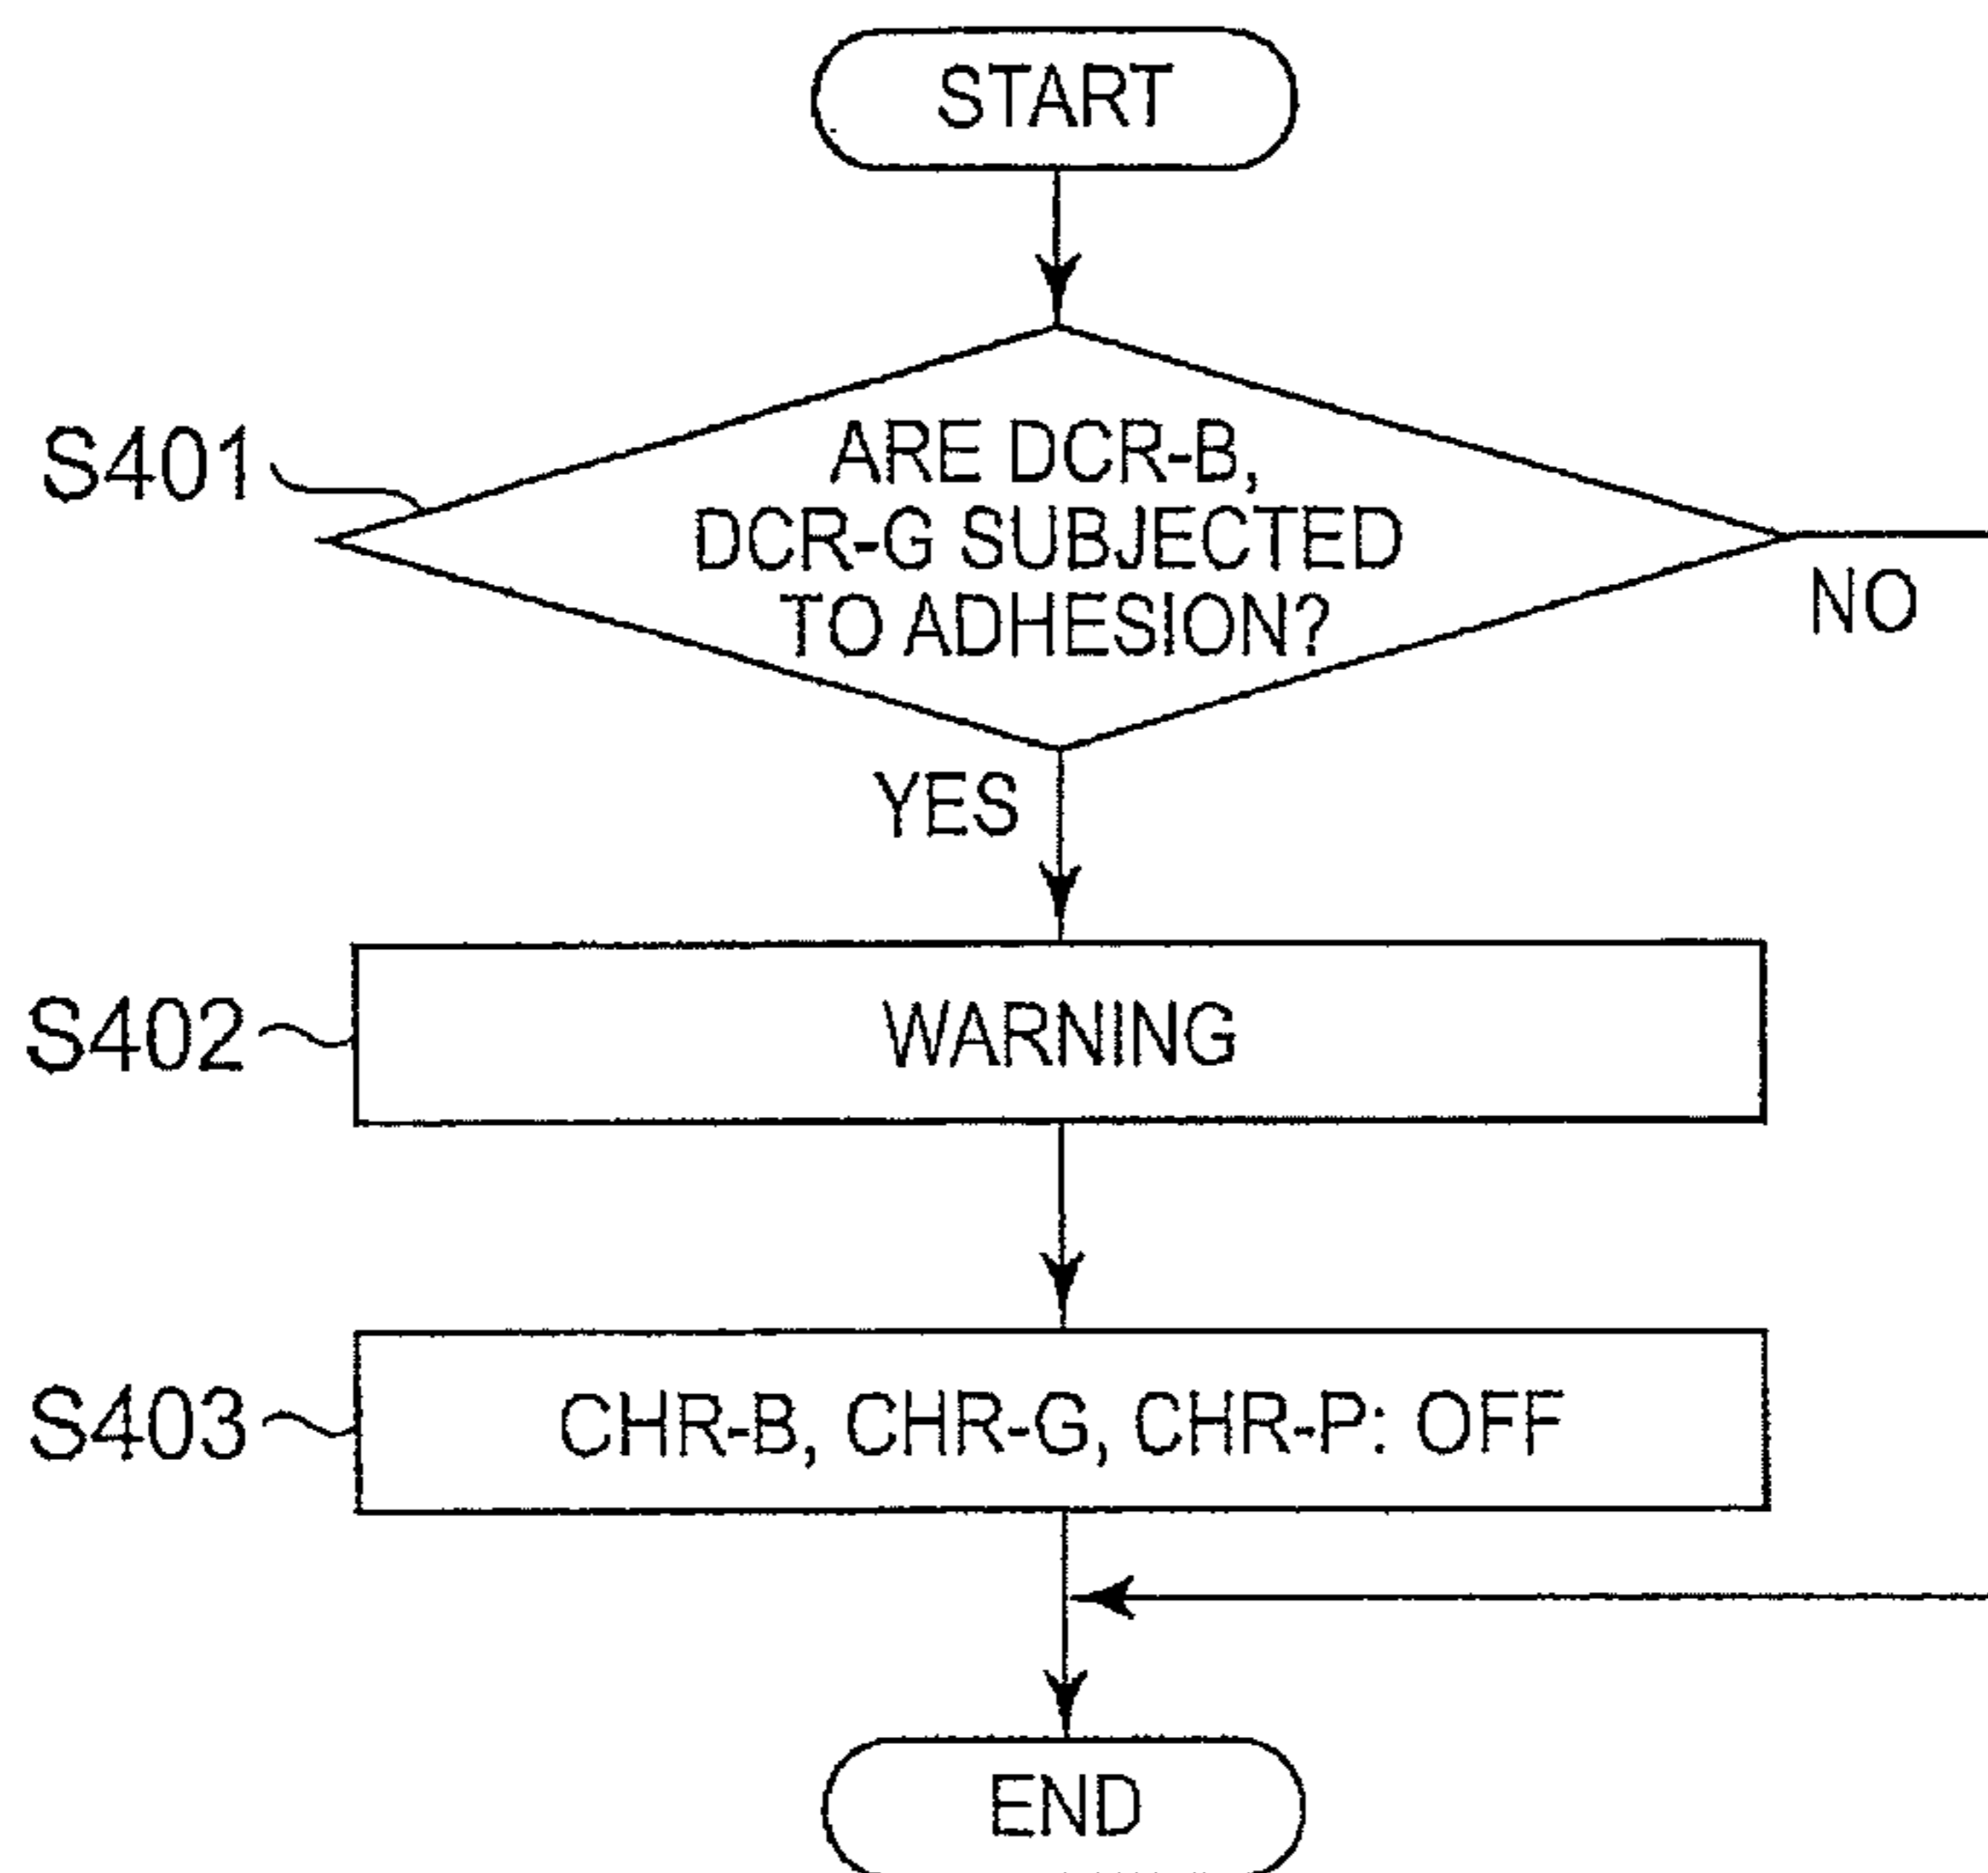 START
S401
ARE DCR-B,
DCR-G SUBJECTED
TO ADHESION?
NO
YES
S402
WARNING
S403
CHR-B, CHR-G, CHR-P: OFF
END